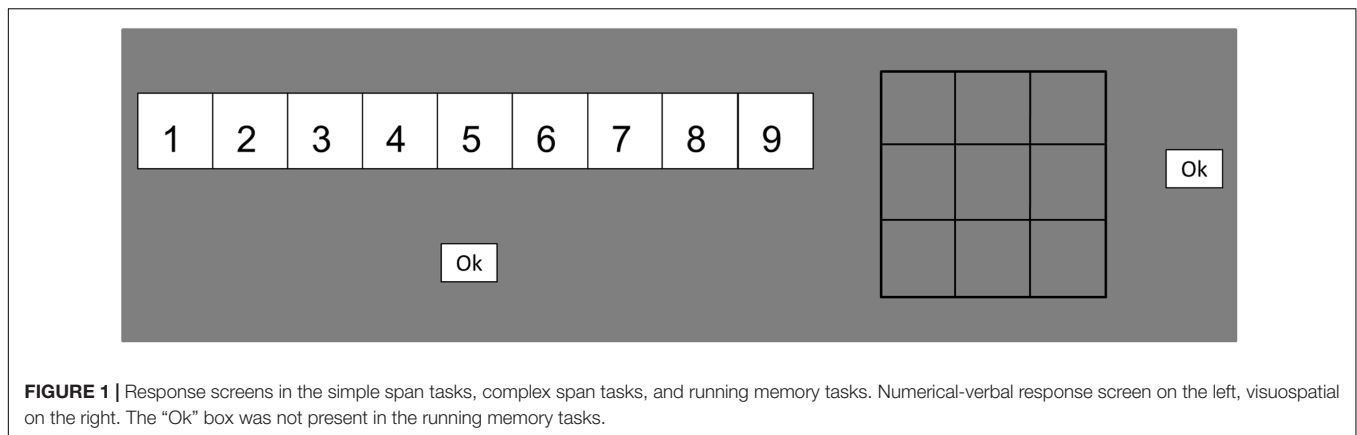 1 2 3 4 5 6 7 8 9
Ok
Ok
FIGURE 1 | Response screens in the simple span tasks, complex span tasks, and running memory tasks. Numerical-verbal response screen on the left, visuospatial
on the right. The “Ok” box was not present in the running memory tasks.